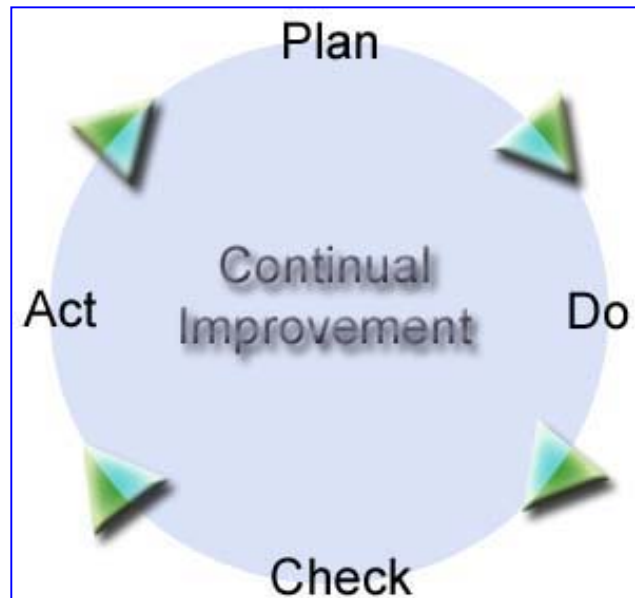 Plan
Do
Check
Act
Continual
Improvement